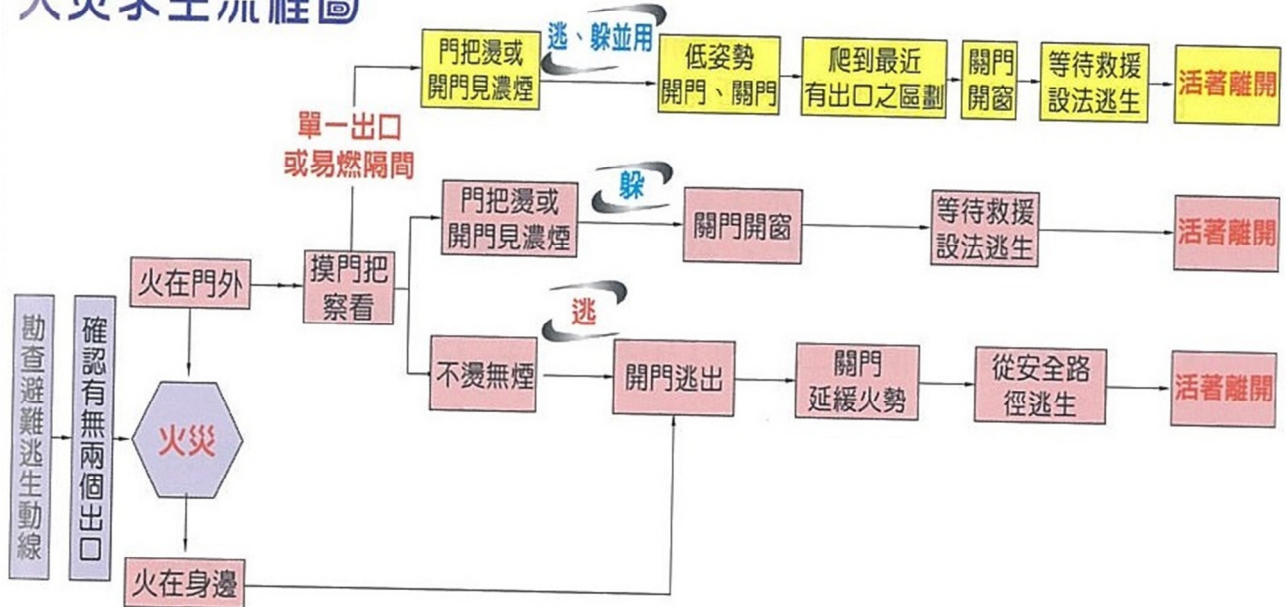 火災求生流程圖
門把燙或
開門見濃煙
逃、躲並用
低姿勢
開門、關門
爬到最近
有出口之區劃
關門
開窗
等待救援
設法逃生
活著離開
單一出口
或易燃隔間
門把燙或
開門見濃煙
躲
關門開窗
等待救援
設法逃生
活著離開
火在門外
摸門把
察看
不燙無煙
逃
開門逃出
關門
延緩火勢
從安全路
徑逃生
活著離開
勘查避難逃生動線
確認有無兩個出口
火災
火在身邊